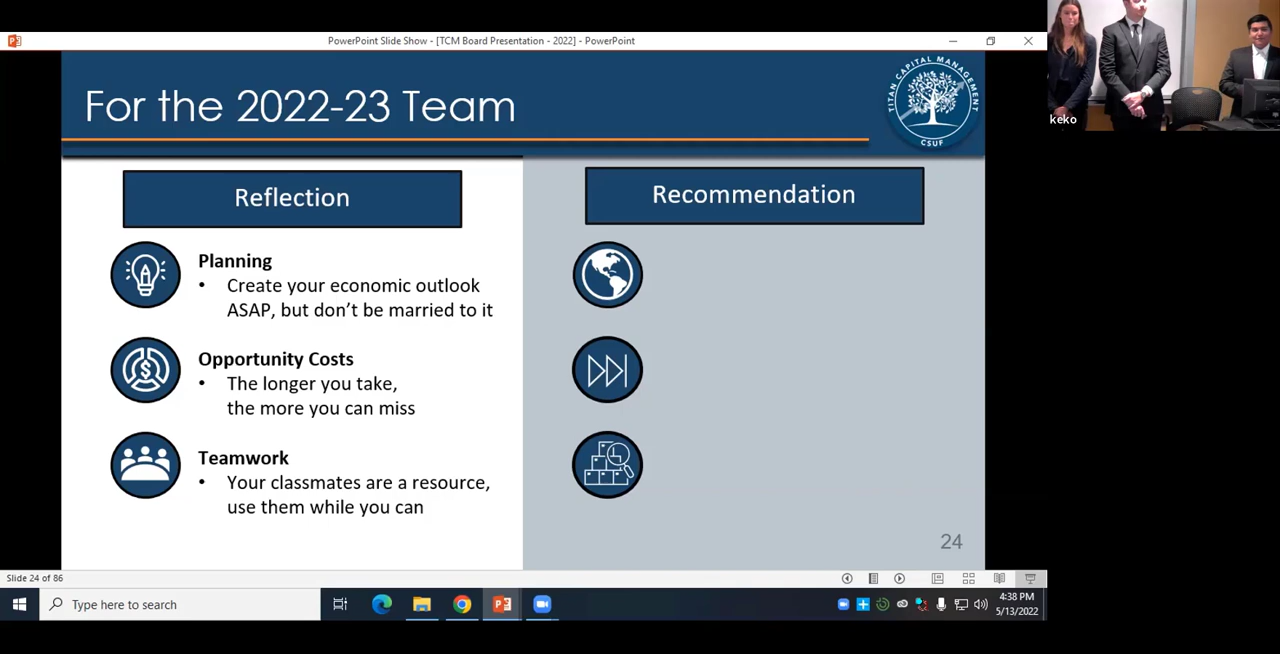 PowerPoint Slide Show - [TCM Board Presentation - 2022] - PowerPoint
For the 2022-23 Team
TITAN CAPITAL MANAGEMENT
CSUF
keko
Reflection
Planning
• Create your economic outlook
ASAP, but don’t be married to it
Opportunity Costs
• The longer you take,
the more you can miss
Teamwork
• Your classmates are a resource,
use them while you can
Recommendation
24
Slide 24 of 86
Type here to search
4:38 PM
5/13/2022